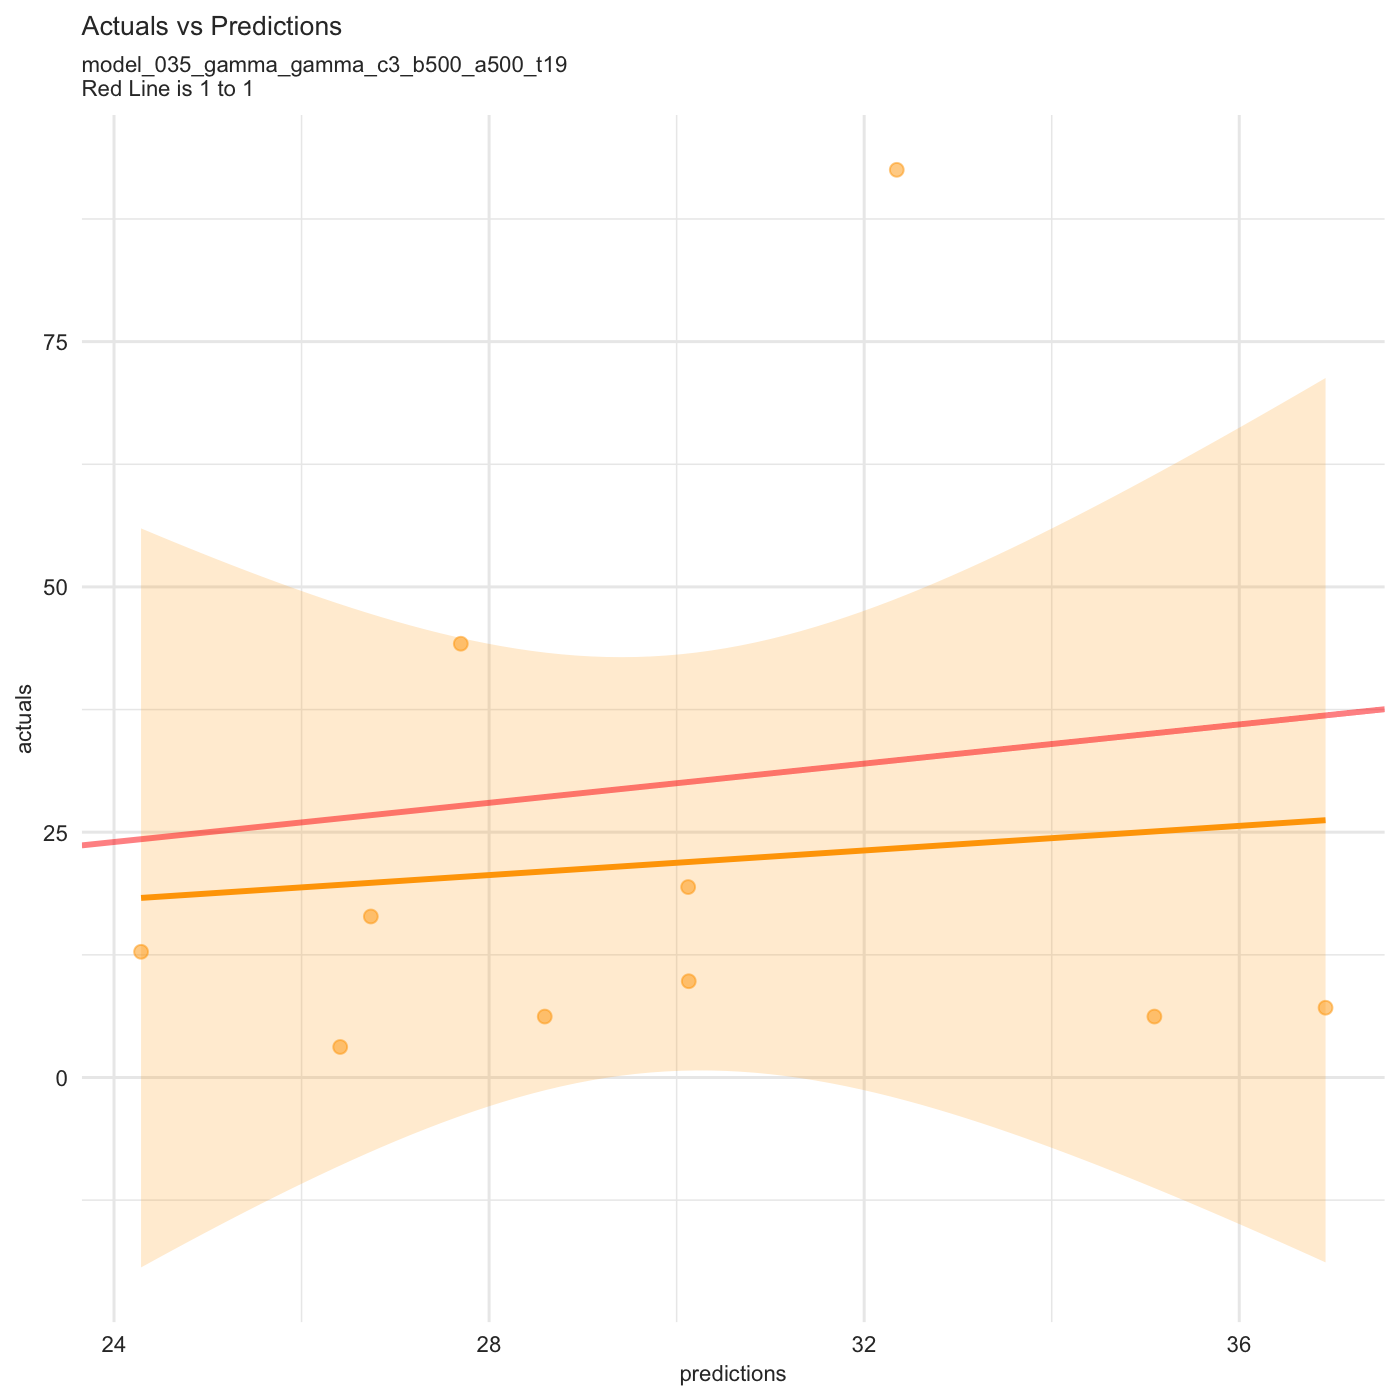 Actuals vs Predictions
model_035_gamma_gamma_c3_b500_a500_t19
Red Line is 1 to 1
75
50
25
0
actuals
24
28
32
36
predictions